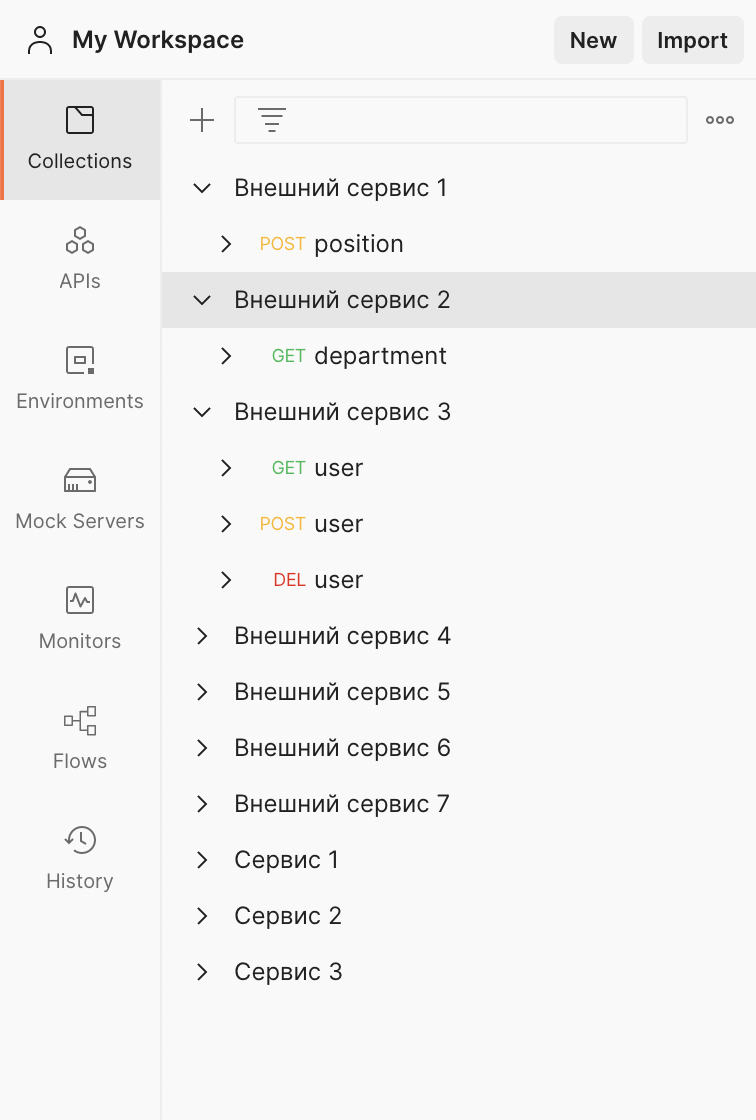 My Workspace New Import
Collections
APIs
Environments
Mock Servers
Monitors
Flows
History
Внешний сервис 1
POST position
Внешний сервис 2
GET department
Внешний сервис 3
GET user
POST user
DEL user
Внешний сервис 4
Внешний сервис 5
Внешний сервис 6
Внешний сервис 7
Сервис 1
Сервис 2
Сервис 3